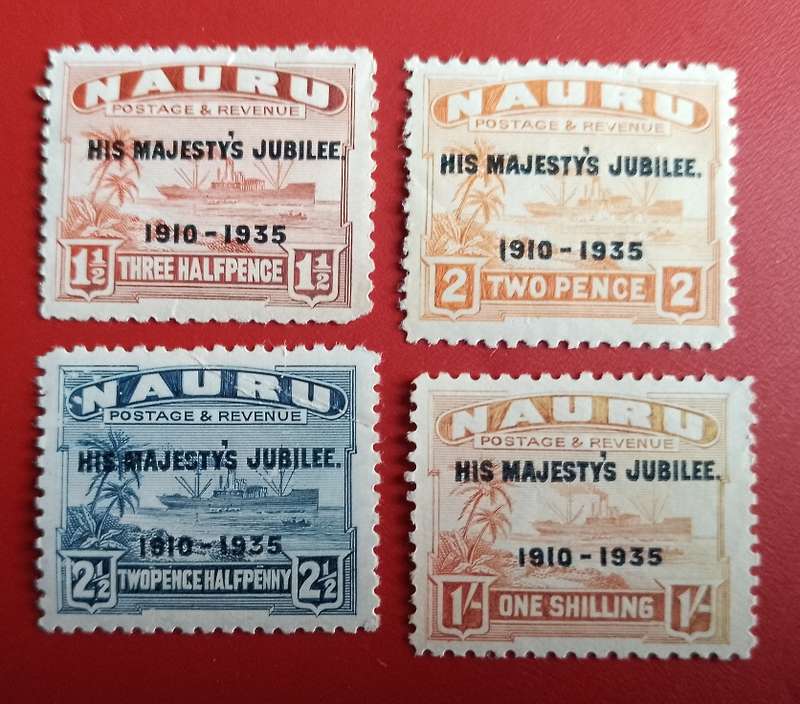 NAURU
POSTAGE & REVENUE
HIS MAJESTY'S JUBILEE.
1910-1935
1½ THREE HALFPENCE 1½
NAURU
POSTAGE & REVENUE
HIS MAJESTY'S JUBILEE.
1910-1935
2 TWO PENCE 2
NAURU
POSTAGE & REVENUE
HIS MAJESTY'S JUBILEE.
1910-1935
2½ TWOPENCE HALFPENNY 2½
NAURU
POSTAGE & REVENUE
HIS MAJESTY'S JUBILEE.
1910-1935
1/- ONE SHILLING 1/-